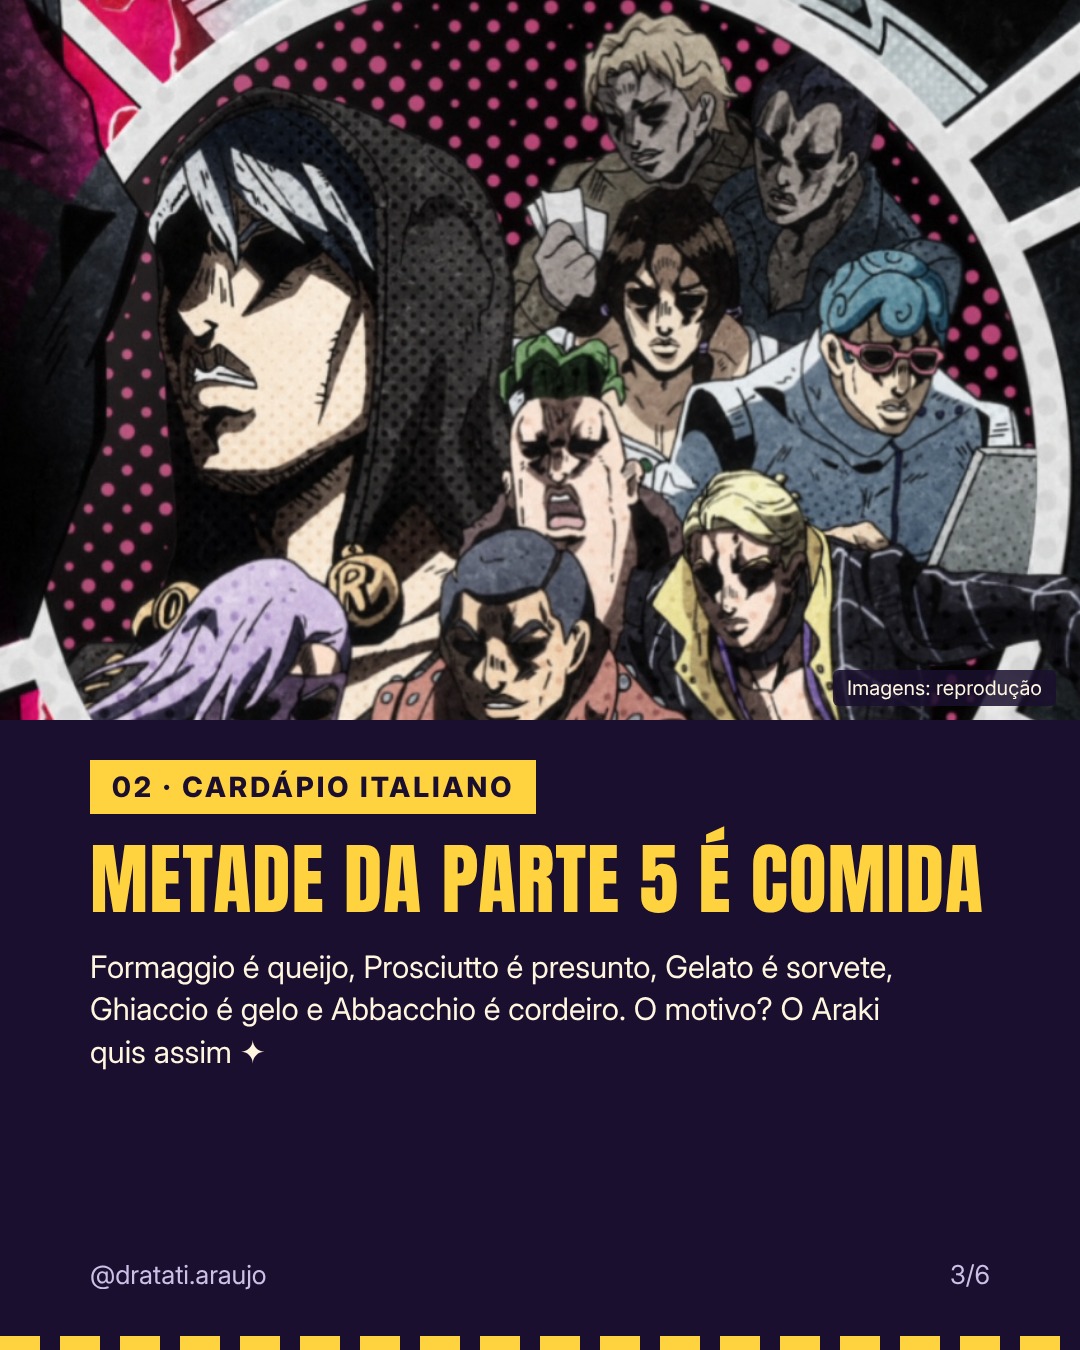 R
Imagens: reprodução
02 · CARDÁPIO ITALIANO
METADE DA PARTE 5 É COMIDA
Formaggio é queijo, Prosciutto é presunto, Gelato é sorvete,
Ghiaccio é gelo e Abbacchio é cordeiro. O motivo? O Araki
quis assim ✦
@dratati.araujo
3/6